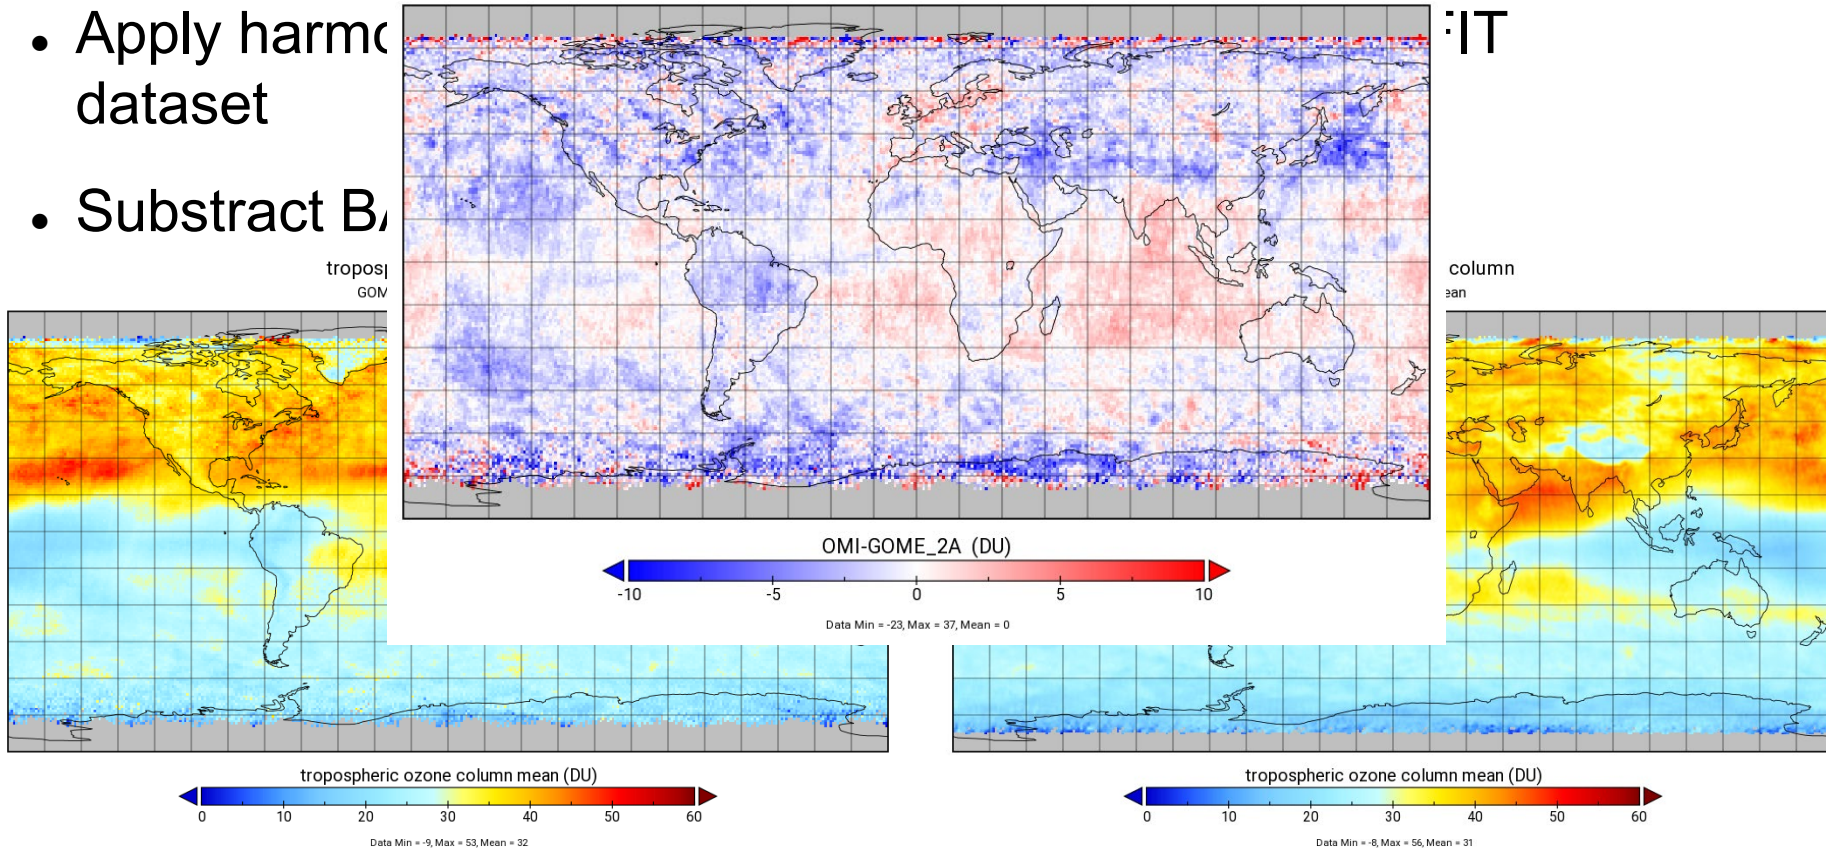 • Apply
FIT
dataset
• Substract
column
GOM
OMI-GOME_2A (DU)
-10 -5 0 5 10
Data Min = -23, Max = 37, Mean = 0
tropospheric ozone column mean (DU)
0 10 20 30 40 50 60
Data Min = -9, Max = 53, Mean = 32
tropospheric ozone column mean (DU)
0 10 20 30 40 50 60
Data Min = -8, Max = 56, Mean = 31